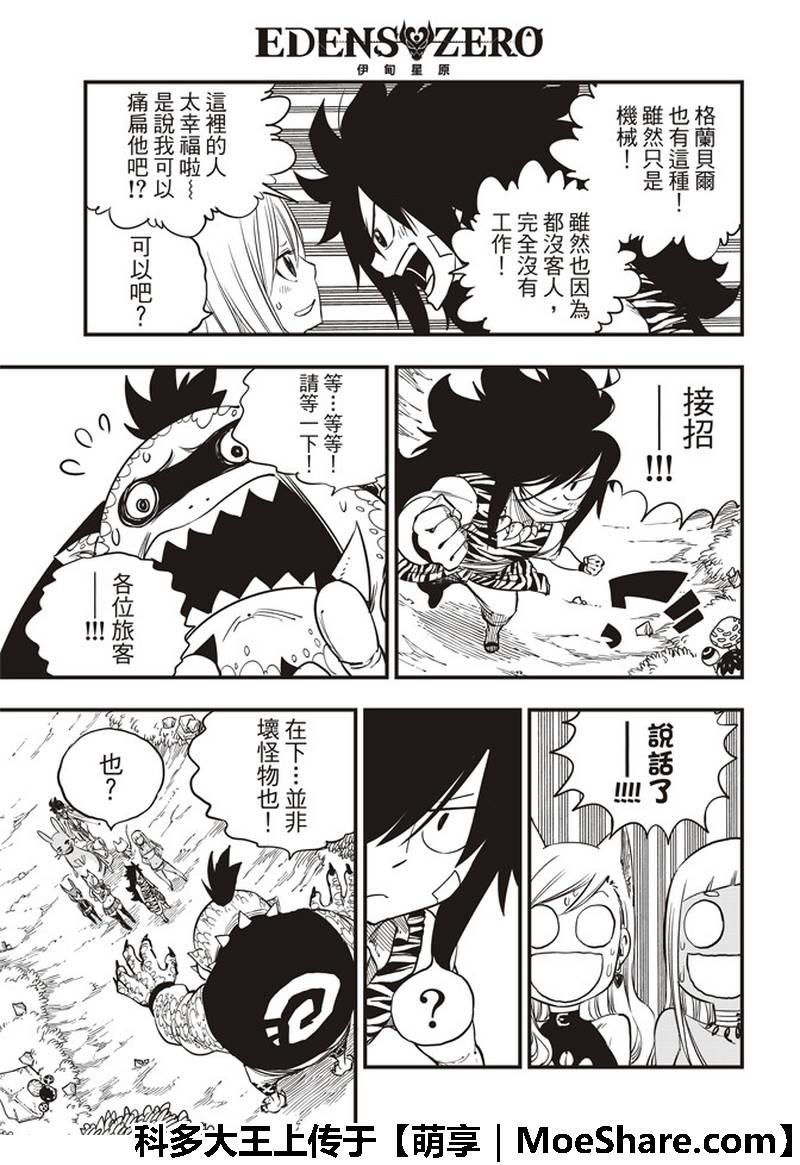 EDENS ZERO
伊甸星原
格蘭貝爾
也有這種！
雖然只是
機械！
雖然也因為
都沒客人，
完全沒有
工作！
這裡的人
太幸福啦～
是說我可以
痛扁他吧!?
可以吧？
接招
——!!!
等…等等！
請等一下！
各位旅客
——!!!
說話了
——!!!!
？
在下…並非
壞怪物也！
也？
科多大王上传于【萌享 | MoeShare.com】